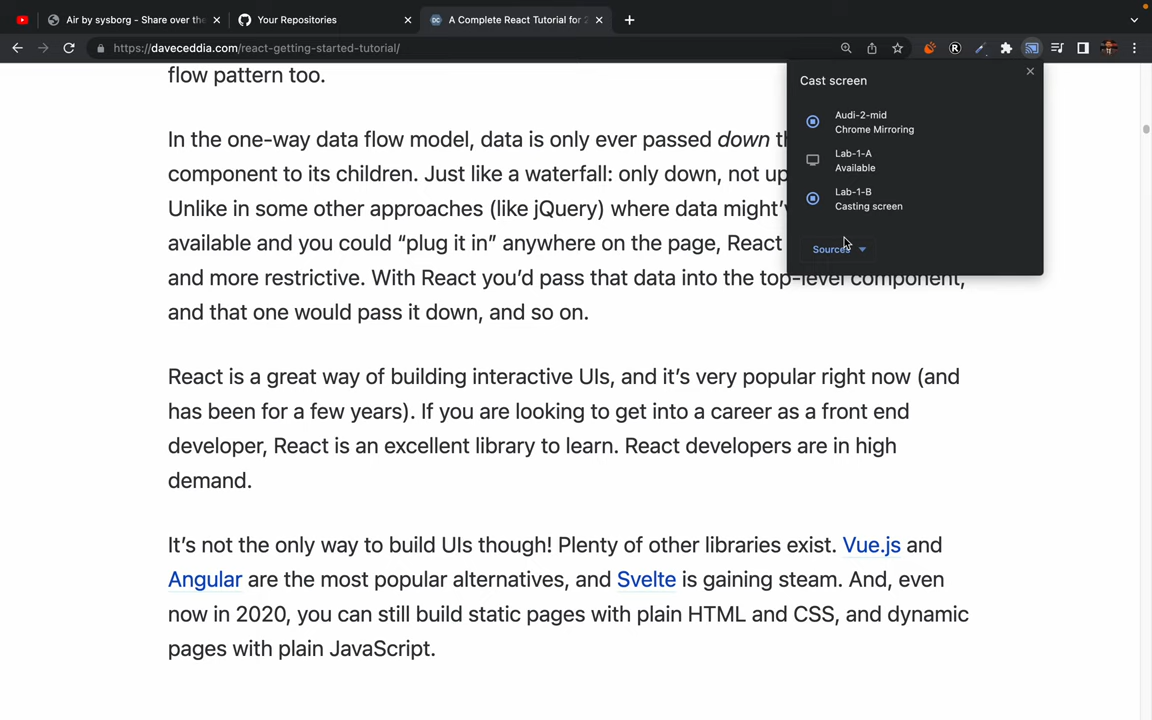 Air by sysborg - Share over the
Your Repositories
A Complete React Tutorial for 2
https://daveceddia.com/react-getting-started-tutorial/
Cast screen
Audi-2-mid
Chrome Mirroring
Lab-1-A
Available
Lab-1-B
Casting screen
Sources
flow pattern too.
In the one-way data flow model, data is only ever passed down th
component to its children. Just like a waterfall: only down, not up
Unlike in some other approaches (like jQuery) where data might'v
available and you could “plug it in” anywhere on the page, React
and more restrictive. With React you’d pass that data into the top-level component,
and that one would pass it down, and so on.
React is a great way of building interactive UIs, and it’s very popular right now (and
has been for a few years). If you are looking to get into a career as a front end
developer, React is an excellent library to learn. React developers are in high
demand.
It’s not the only way to build UIs though! Plenty of other libraries exist. Vue.js and
Angular are the most popular alternatives, and Svelte is gaining steam. And, even
now in 2020, you can still build static pages with plain HTML and CSS, and dynamic
pages with plain JavaScript.